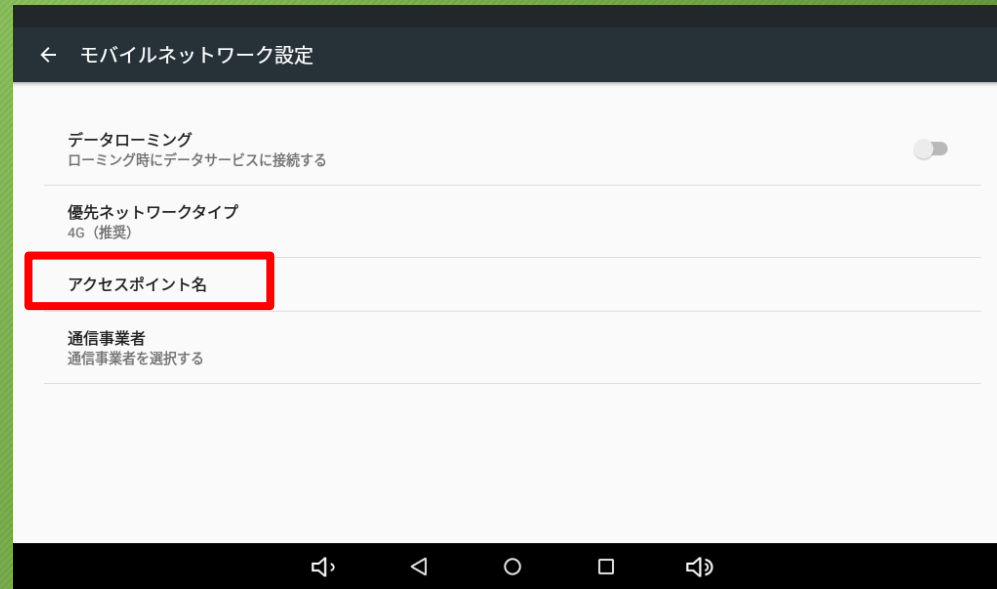 モバイルネットワーク設定
データローミング
ローミング時にデータサービスに接続する
優先ネットワークタイプ
4G（推奨）
アクセスポイント名
通信事業者
通信事業者を選択する